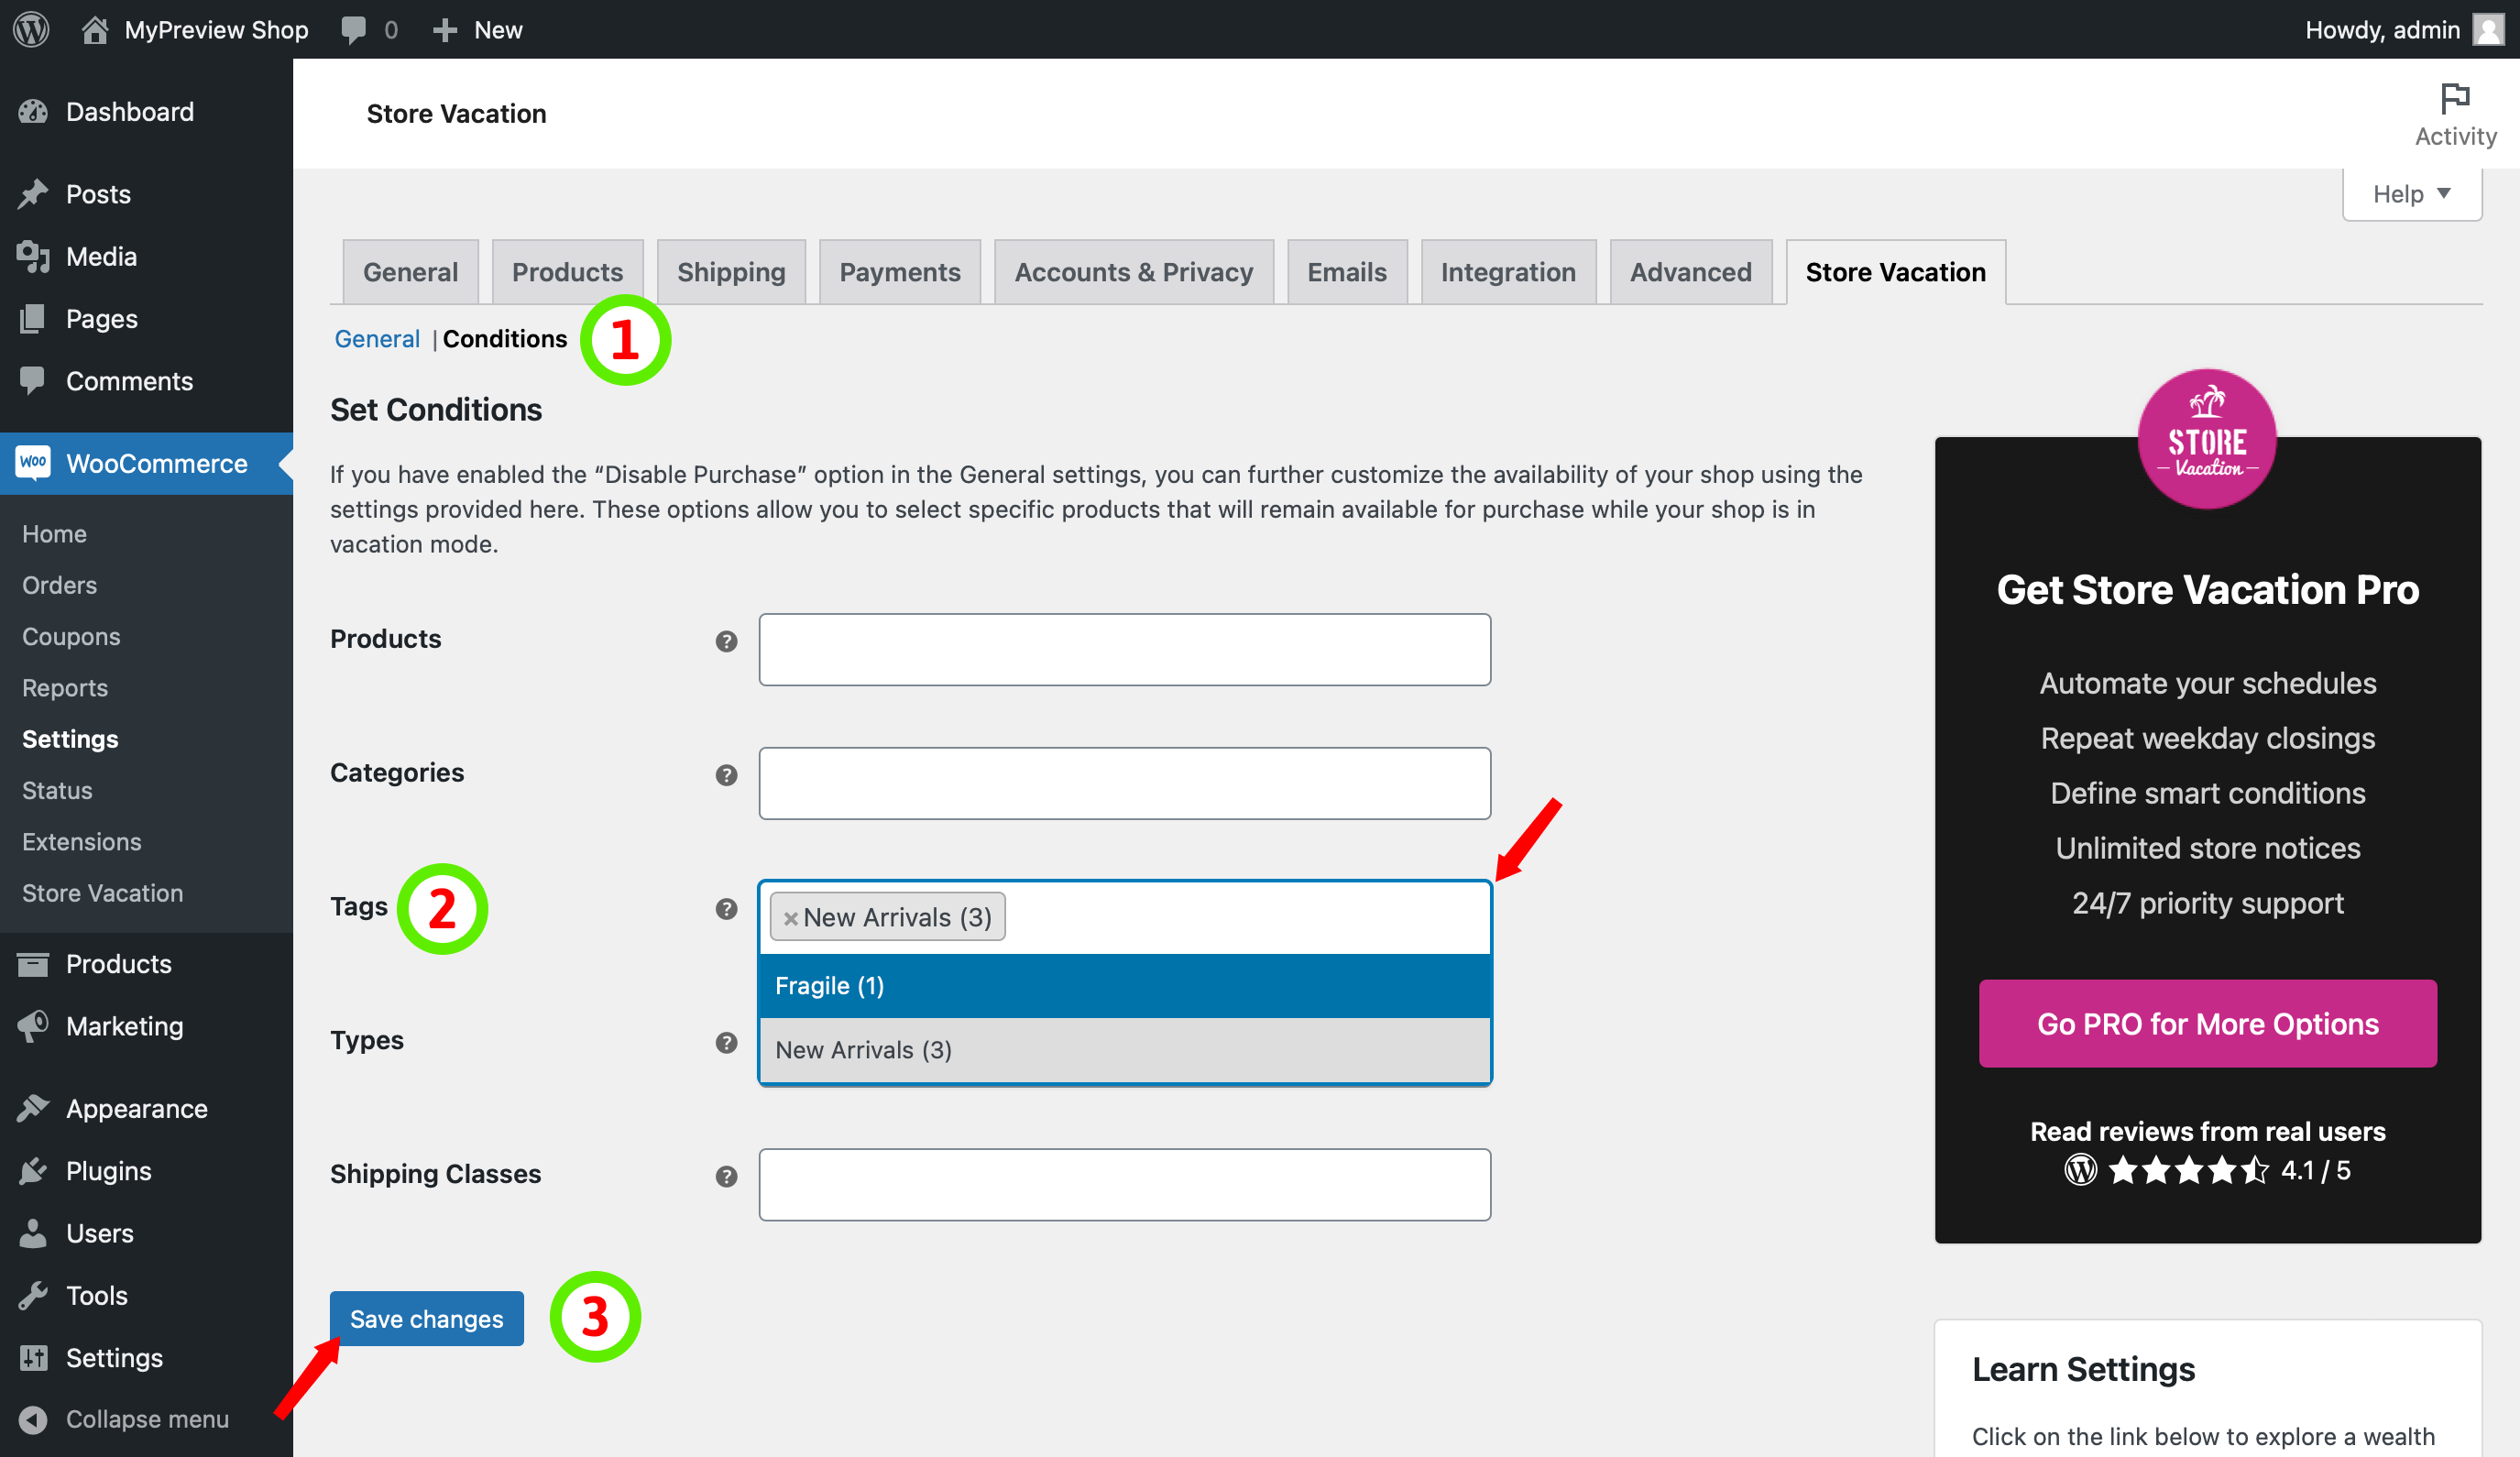 MyPreview Shop
0
New
Howdy, admin
Dashboard
Posts
Media
Pages
Comments
Woo
WooCommerce
Home
Orders
Coupons
Reports
Settings
Status
Extensions
Store Vacation
Products
Marketing
Appearance
Plugins
Users
Tools
Settings
Collapse menu
Store Vacation
Activity
Help
General
Products
Shipping
Payments
Accounts & Privacy
Emails
Integration
Advanced
Store Vacation
General | Conditions
1
Set Conditions
If you have enabled the “Disable Purchase” option in the General settings, you can further customize the availability of your shop using the
settings provided here. These options allow you to select specific products that will remain available for purchase while your shop is in
vacation mode.
Products
?
Categories
?
Tags
2
?
×New Arrivals (3)
Fragile (1)
New Arrivals (3)
Types
?
Shipping Classes
?
Save changes
3
STORE
Vacation
Get Store Vacation Pro
Automate your schedules
Repeat weekday closings
Define smart conditions
Unlimited store notices
24/7 priority support
Go PRO for More Options
Read reviews from real users
4.1 / 5
Learn Settings
Click on the link below to explore a wealth